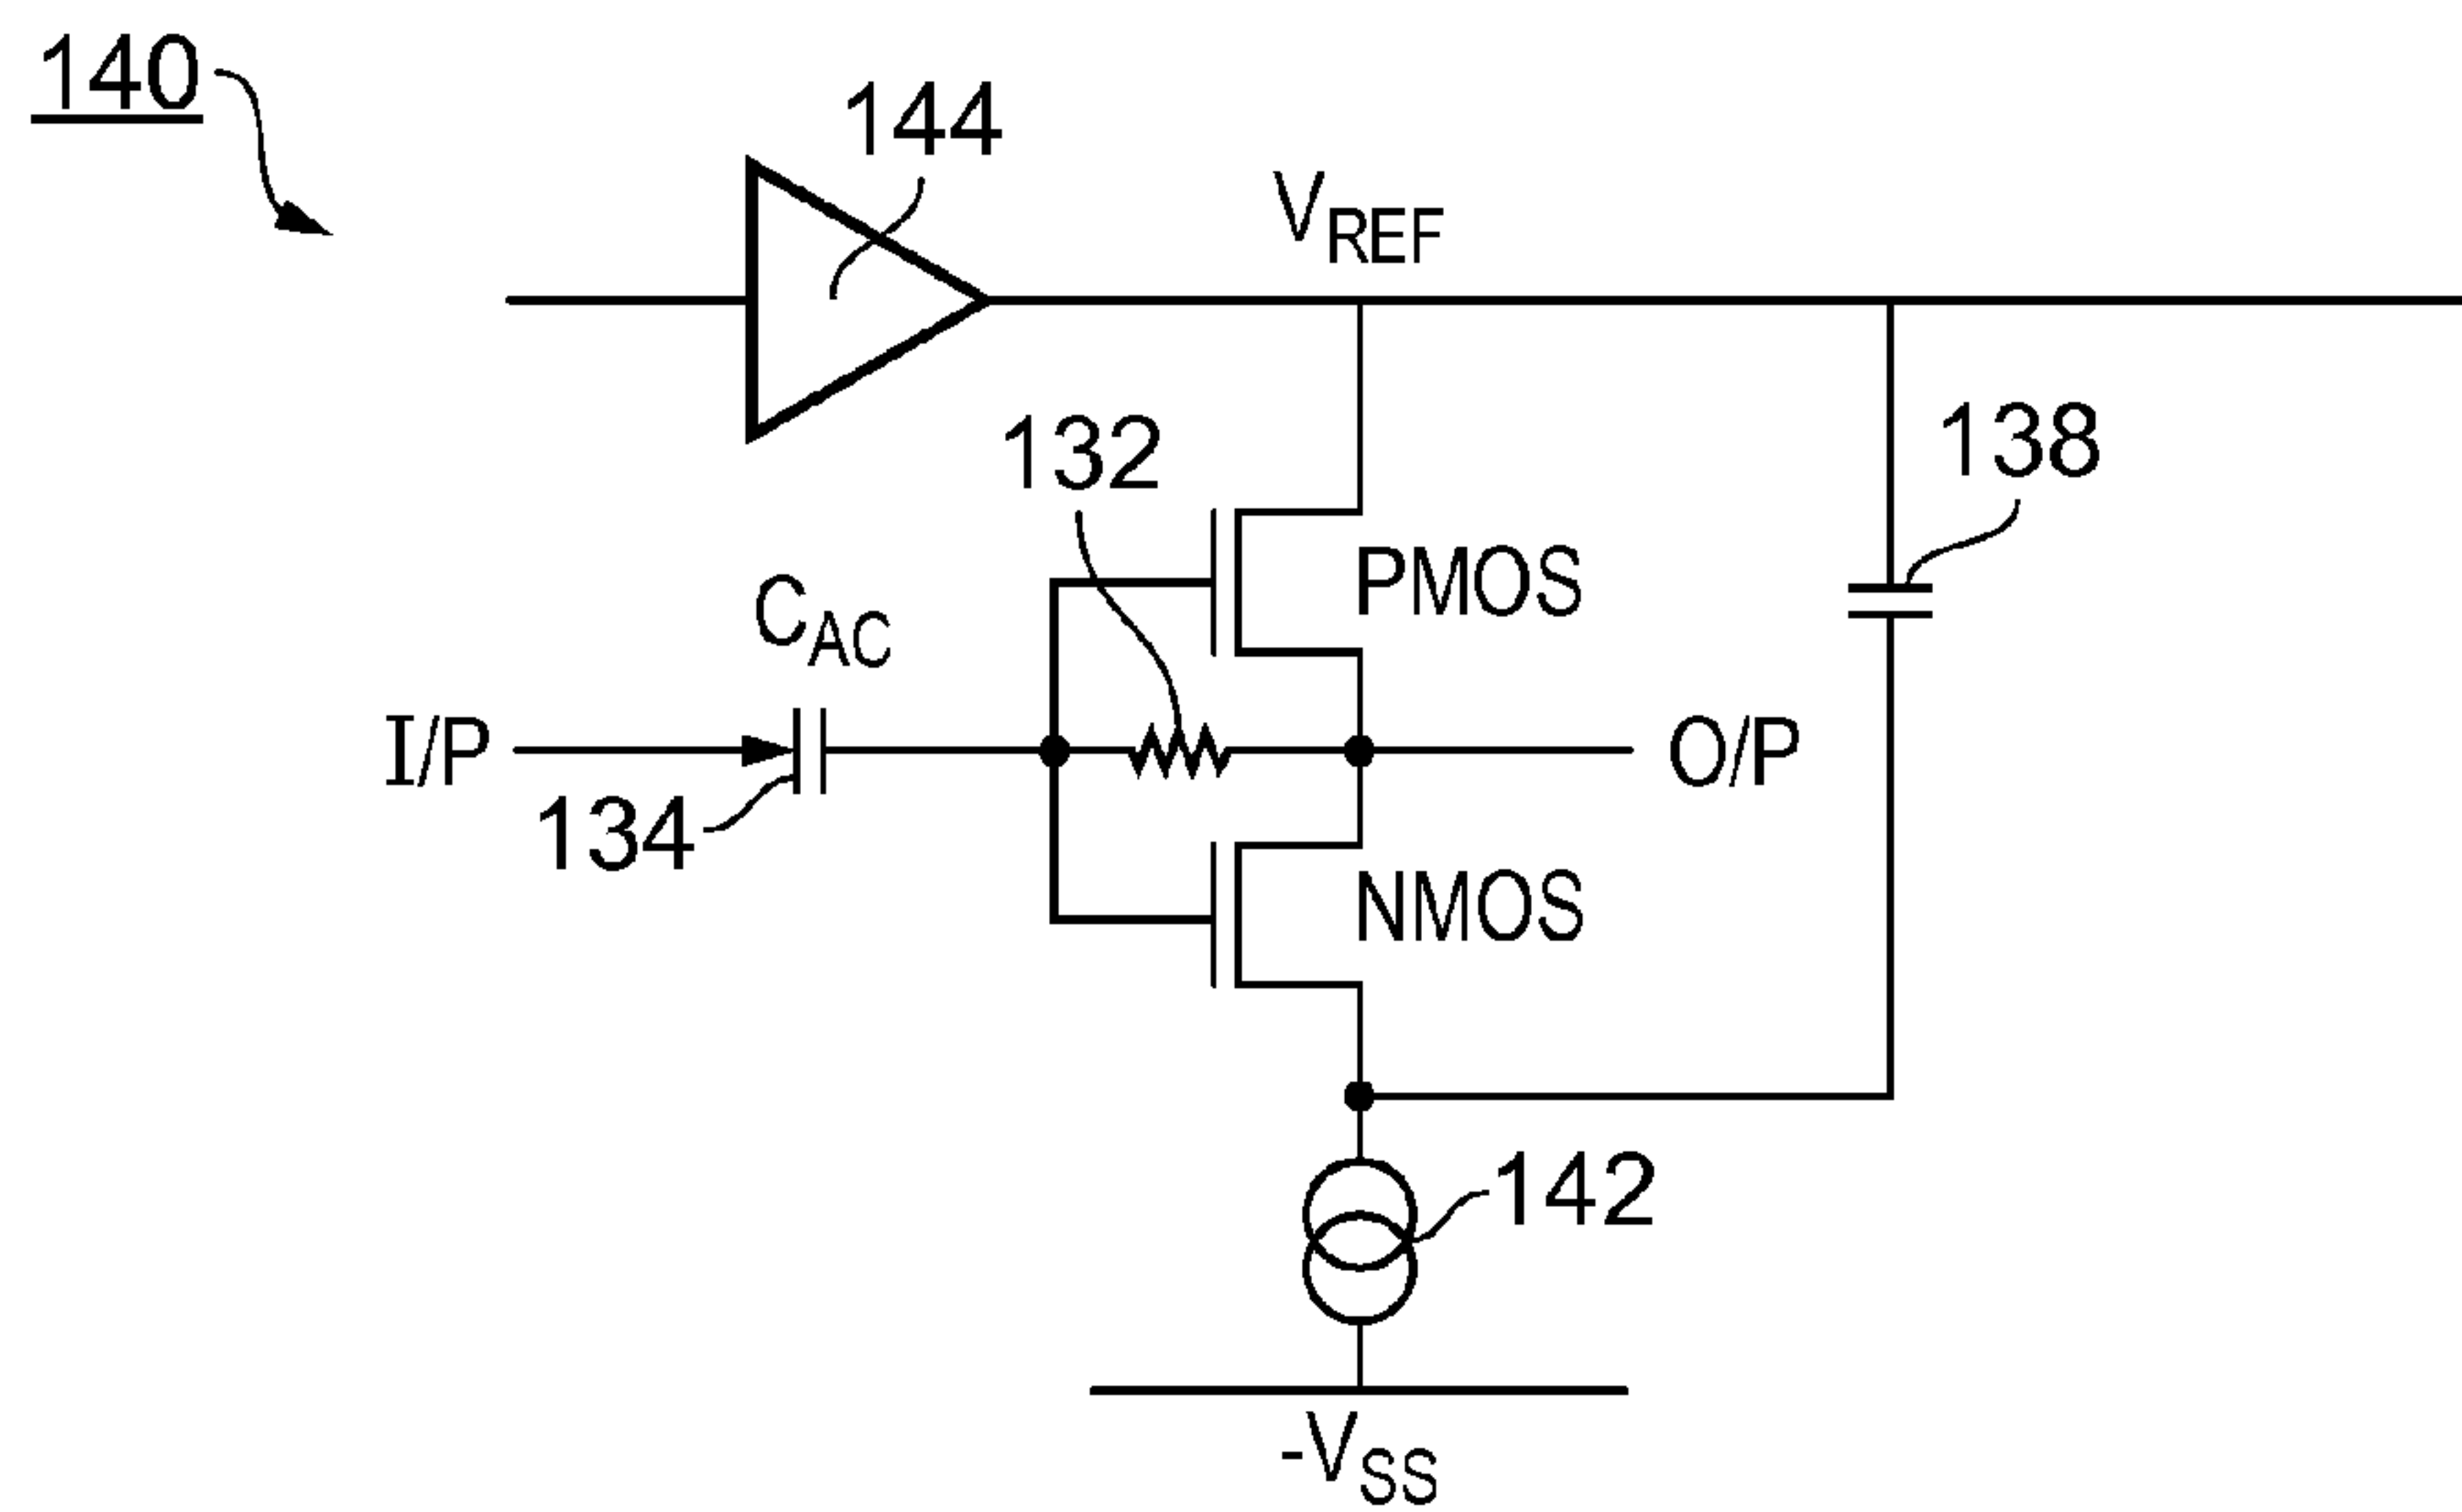 140
144
VREF
132
138
PMOS
CAC
I/P
O/P
134
NMOS
142
-VSS